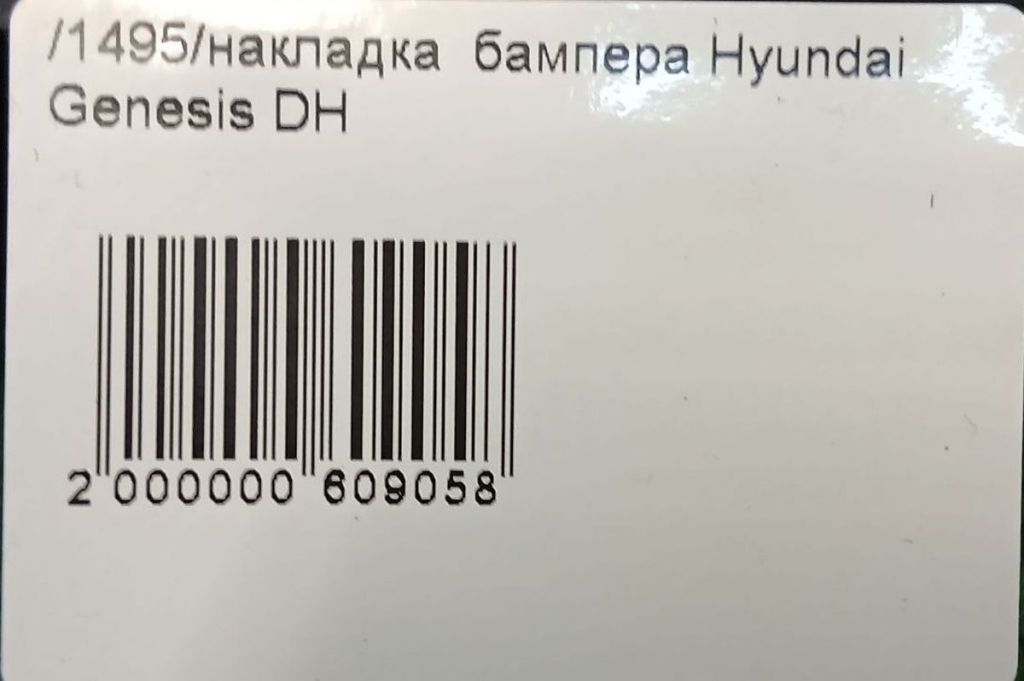 /1495/накладка бампера Hyundai
Genesis DH
2 000000 609058